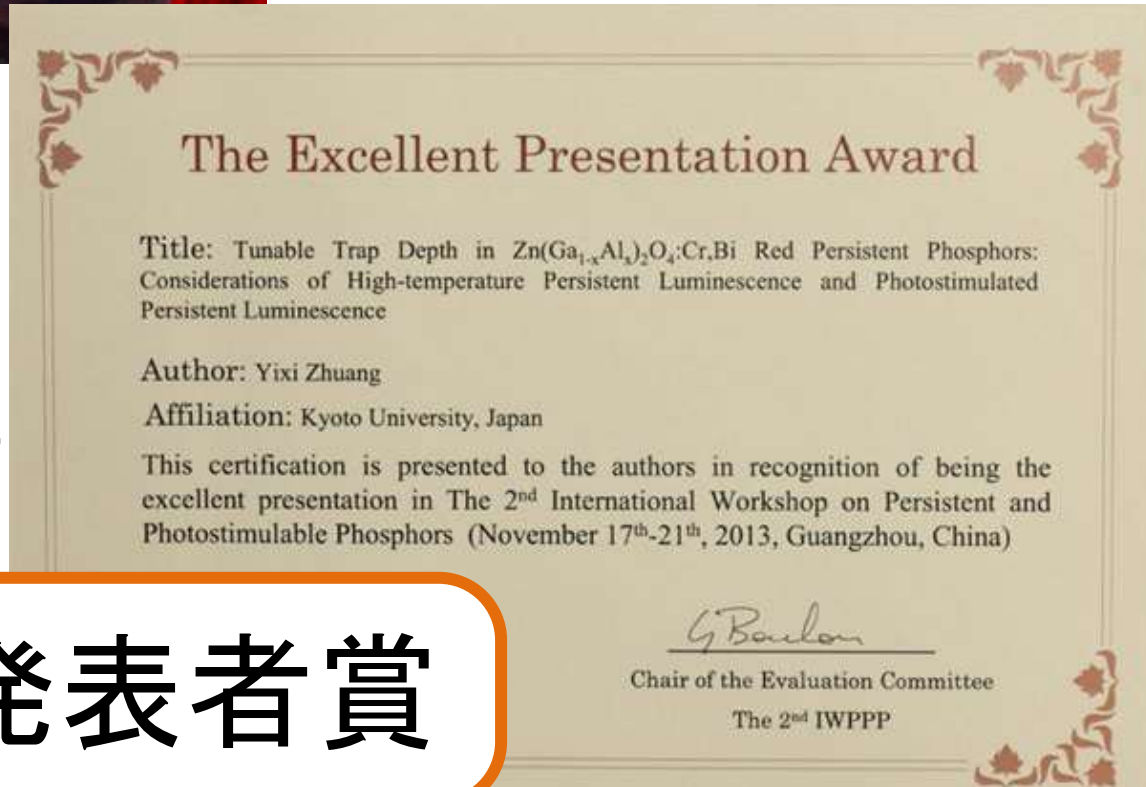 The Excellent Presentation Award
Title: Tunable Trap Depth in Zn(Ga₁₋ₓAlₓ)₂O₄:Cr,Bi Red Persistent Phosphors:
Considerations of High-temperature Persistent Luminescence and Photostimulated
Persistent Luminescence
Author: Yixi Zhuang
Affiliation: Kyoto University, Japan
This certification is presented to the authors in recognition of being the
excellent presentation in The 2ⁿᵈ International Workshop on Persistent and
Photostimulable Phosphors (November 17ᵗʰ-21ᵗʰ, 2013, Guangzhou, China)
G Boulon
Chair of the Evaluation Committee
The 2ⁿᵈ IWPPP
発表者賞